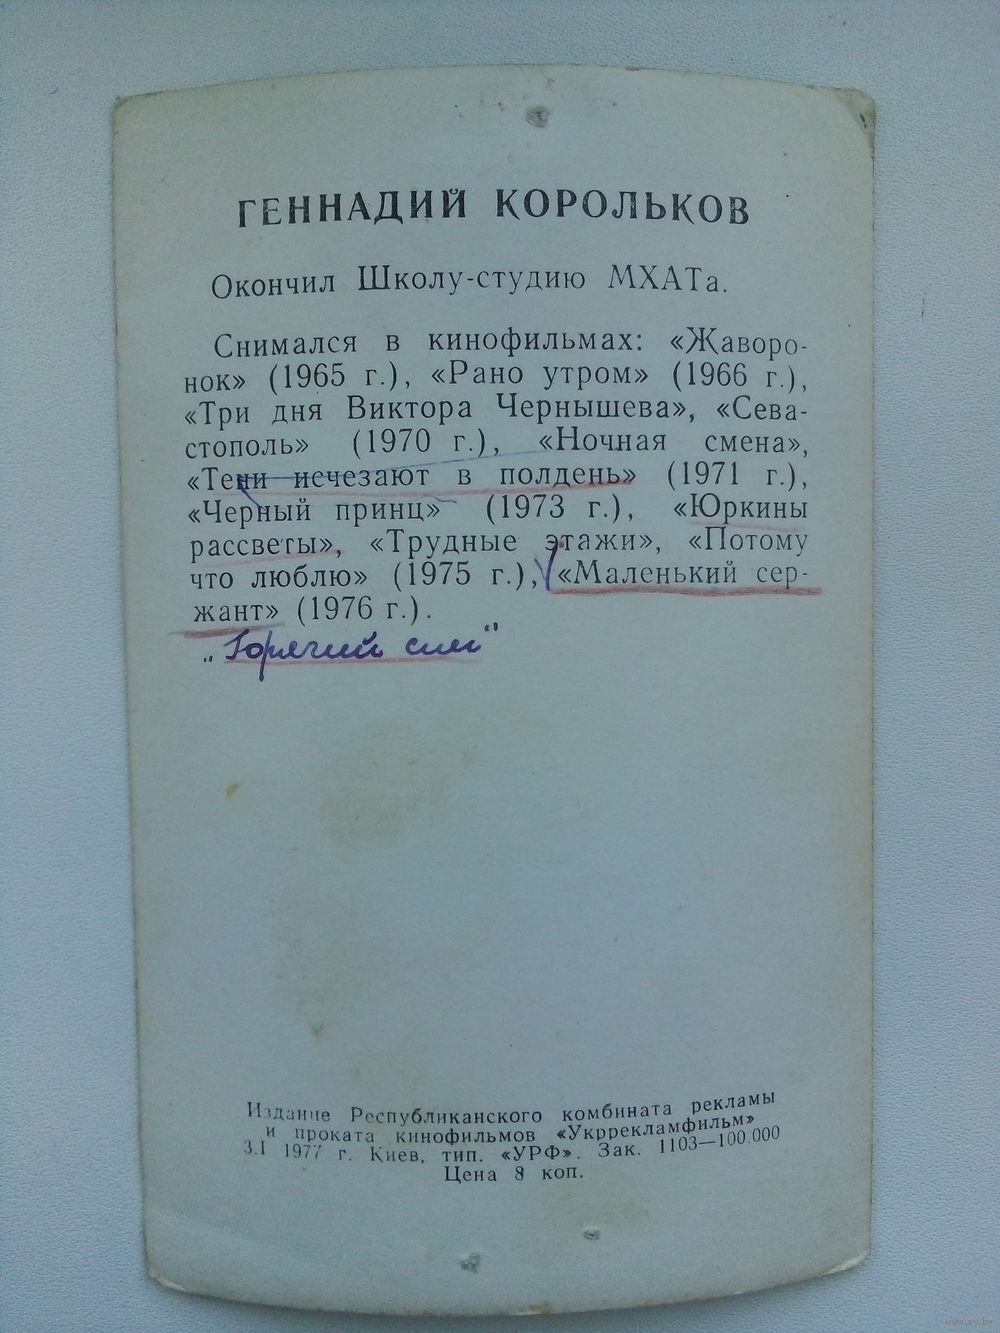 ГЕННАДИЙ КОРОЛЬКОВ
Окончил Школу-студию МХАТа.
Снимался в кинофильмах: «Жаворо-
нок» (1965 г.), «Рано утром» (1966 г.),
«Три дня Виктора Чернышева», «Сева-
стополь» (1970 г.), «Ночная смена»,
«Тени исчезают в полдень» (1971 г.),
«Черный принц» (1973 г.), «Юркины
рассветы», «Трудные этажи», «Потому
что люблю» (1975 г.), «Маленький сер-
жант» (1976 г.).
„Горячий снег"
Издание Республиканского комбината рекламы
и проката кинофильмов «Укррекламфильм»
3.I 1977 г. Киев, тип. «УРФ». Зак. 1103—100.000
Цена 8 коп.
www.ay.by